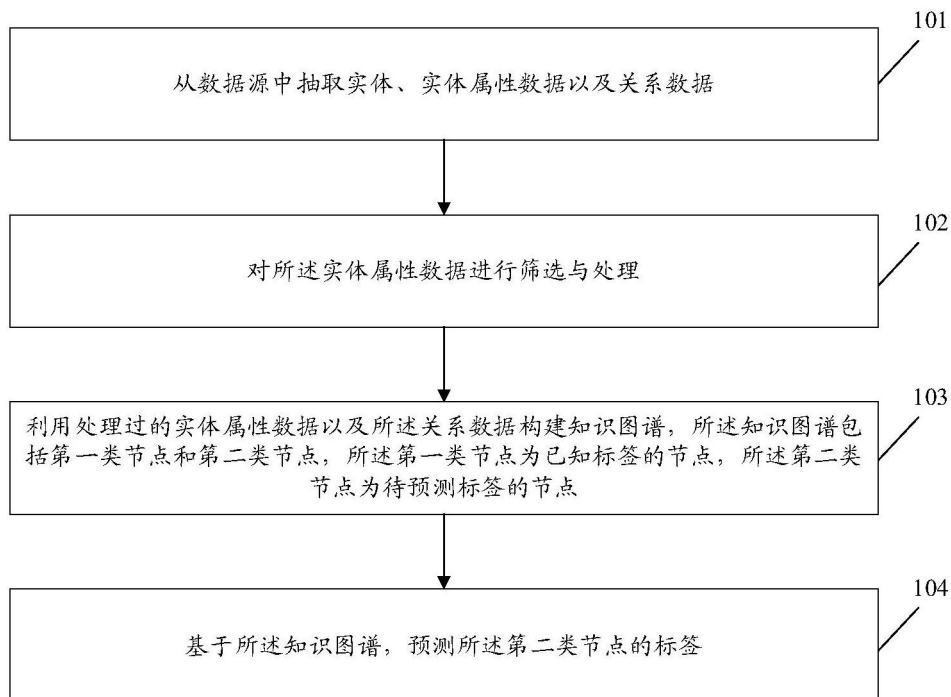 101
从数据源中抽取实体、实体属性数据以及关系数据
102
对所述实体属性数据进行筛选与处理
103
利用处理过的实体属性数据以及所述关系数据构建知识图谱，所述知识图谱包
括第一类节点和第二类节点，所述第一类节点为已知标签的节点，所述第二类
节点为待预测标签的节点
104
基于所述知识图谱，预测所述第二类节点的标签